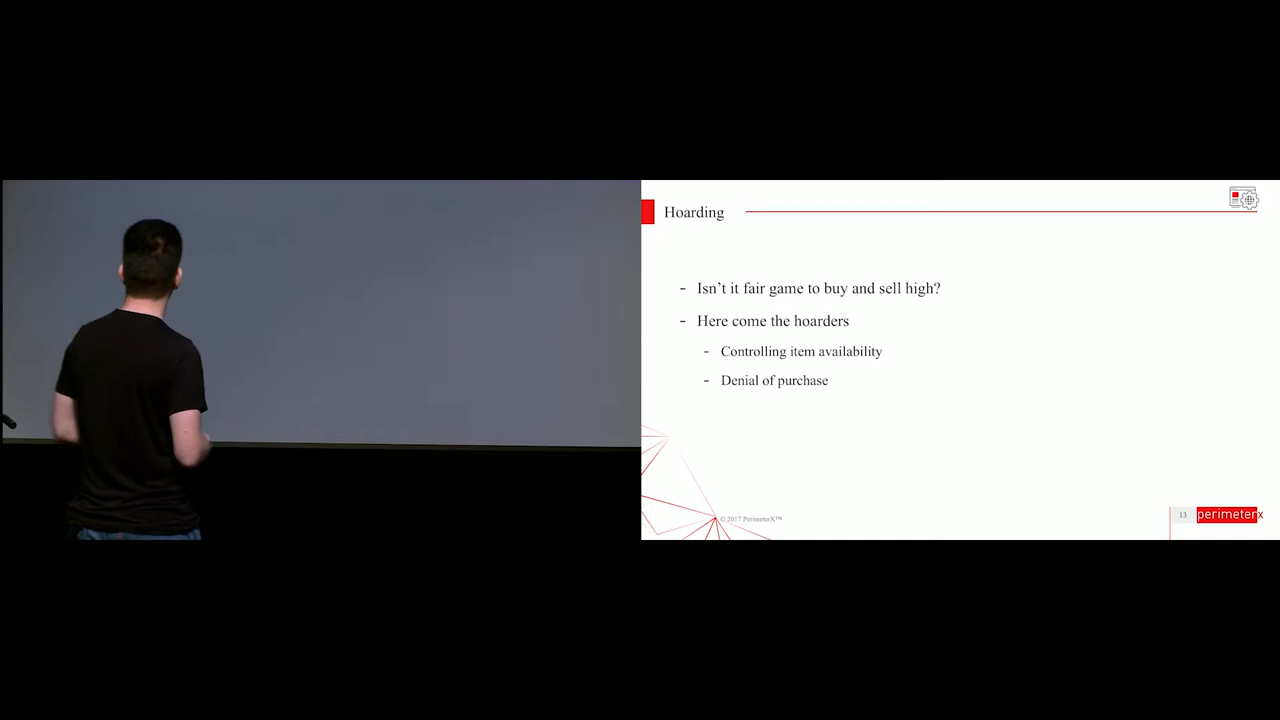 Hoarding
- Isn't it fair game to buy and sell high?
- Here come the hoarders
- Controlling item availability
- Denial of purchase
© 2017 PerimeterX™
13
perimeterx